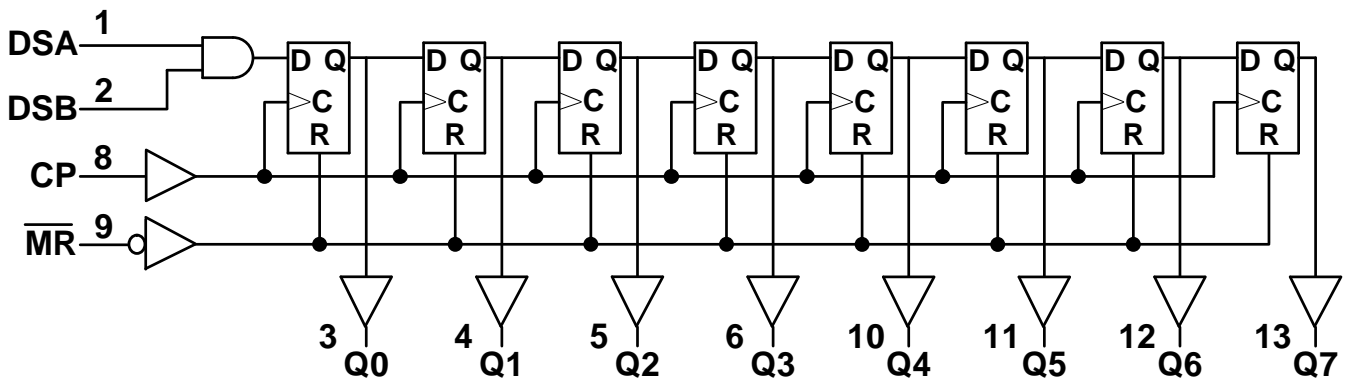 DSA 1
DSB 2
CP 8
M̅R̅ 9
D Q D Q D Q D Q D Q D Q D Q D Q
C C C C C C C C
R R R R R R R R
3 4 5 6 10 11 12 13
Q0 Q1 Q2 Q3 Q4 Q5 Q6 Q7